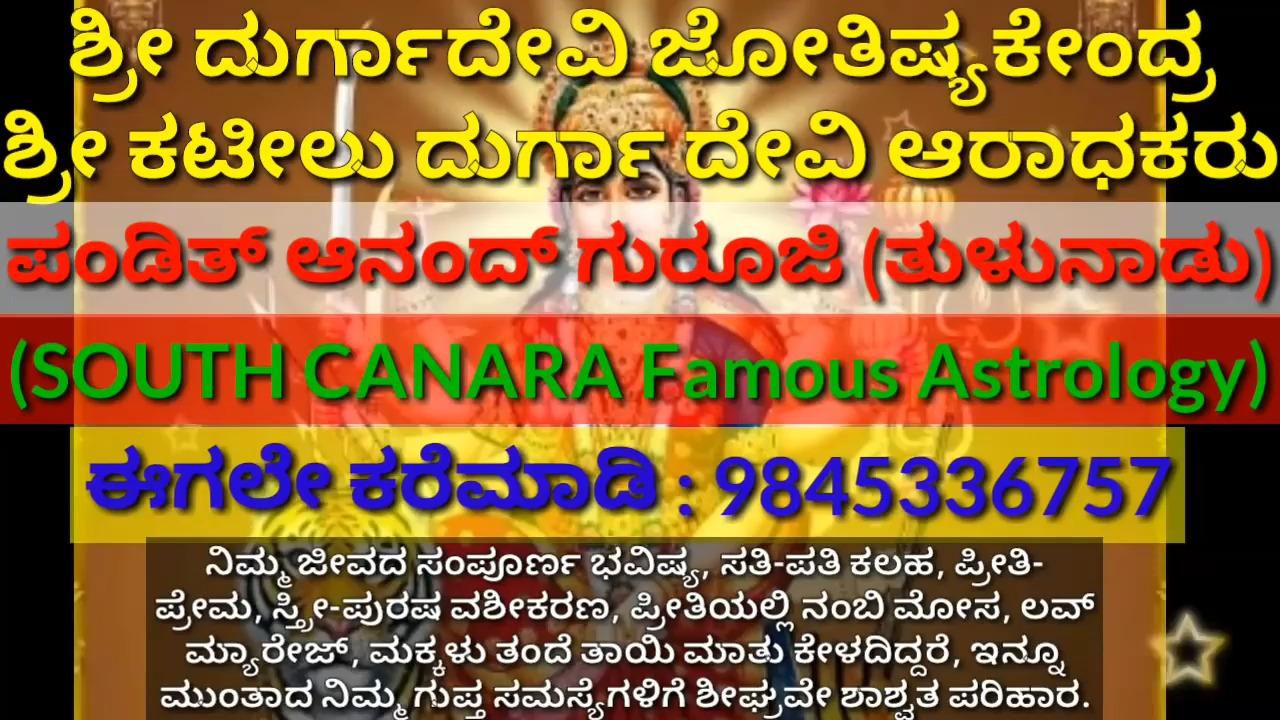 ಶ್ರೀ ದುರ್ಗಾದೇವಿ ಜ್ಯೋತಿಷ್ಯಕೇಂದ್ರ
ಶ್ರೀ ಕಟೀಲು ದುರ್ಗಾ ದೇವಿ ಆರಾಧಕರು
ಪಂಡಿತ್ ಆನಂದ್ ಗುರೂಜಿ (ತುಳುನಾಡು)
(SOUTH CANARA Famous Astrology)
ಈಗಲೇ ಕರೆಮಾಡಿ : 9845336757
ನಿಮ್ಮ ಜೀವದ ಸಂಪೂರ್ಣ ಭವಿಷ್ಯ, ಸತಿ-ಪತಿ ಕಲಹ, ಪ್ರೀತಿ-
ಪ್ರೇಮ, ಸ್ತ್ರೀ-ಪುರಷ ವಶೀಕರಣ, ಪ್ರೀತಿಯಲ್ಲಿ ನಂಬಿ ಮೋಸ, ಲವ್
ಮ್ಯಾರೇಜ್, ಮಕ್ಕಳು ತಂದೆ ತಾಯಿ ಮಾತು ಕೇಳದಿದ್ದರೆ, ಇನ್ನೂ
ಮುಂತಾದ ನಿಮ್ಮ ಗುಪ್ತ ಸಮಸ್ಯೆಗಳಿಗೆ ಶೀಘ್ರವೇ ಶಾಶ್ವತ ಪರಿಹಾರ.